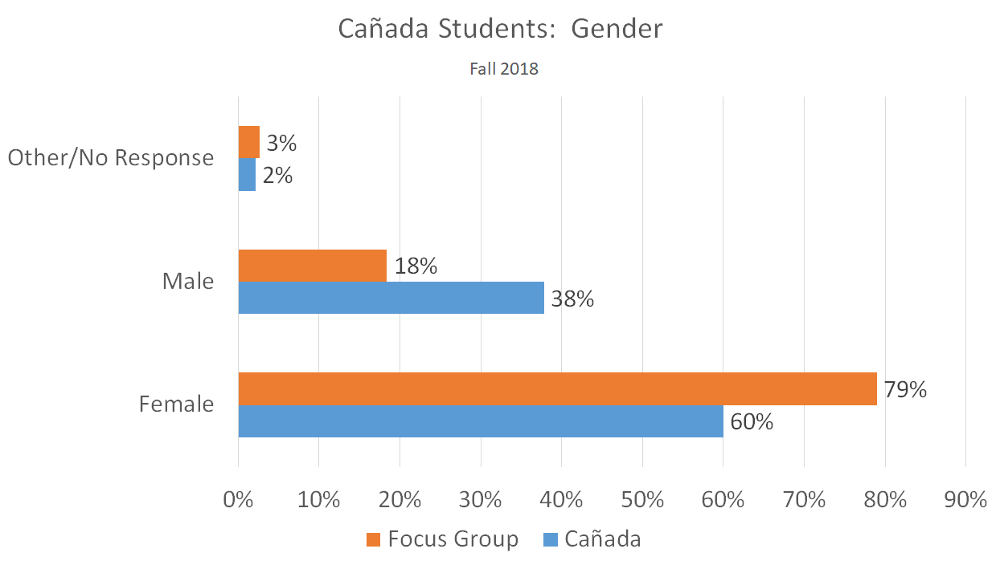 Cañada Students:  Gender
Fall 2018
Other/No Response
3%
2%
Male
18%
38%
Female
79%
60%
0% 10% 20% 30% 40% 50% 60% 70% 80% 90%
Focus Group Cañada